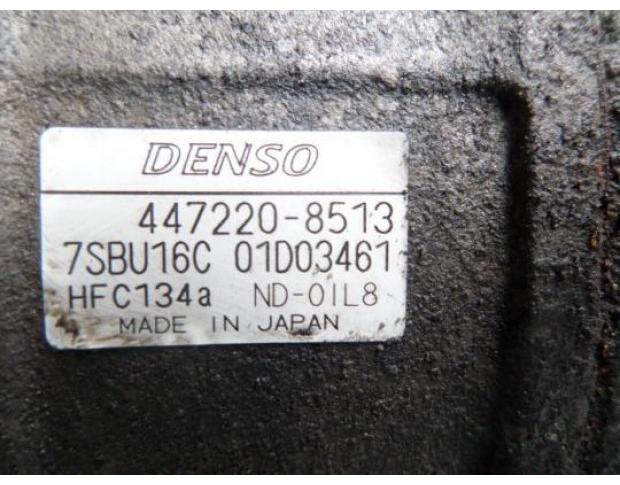 DENSO
447220-8513
7SBU16C 01D03461
HFC134a ND-OIL8
MADE IN JAPAN